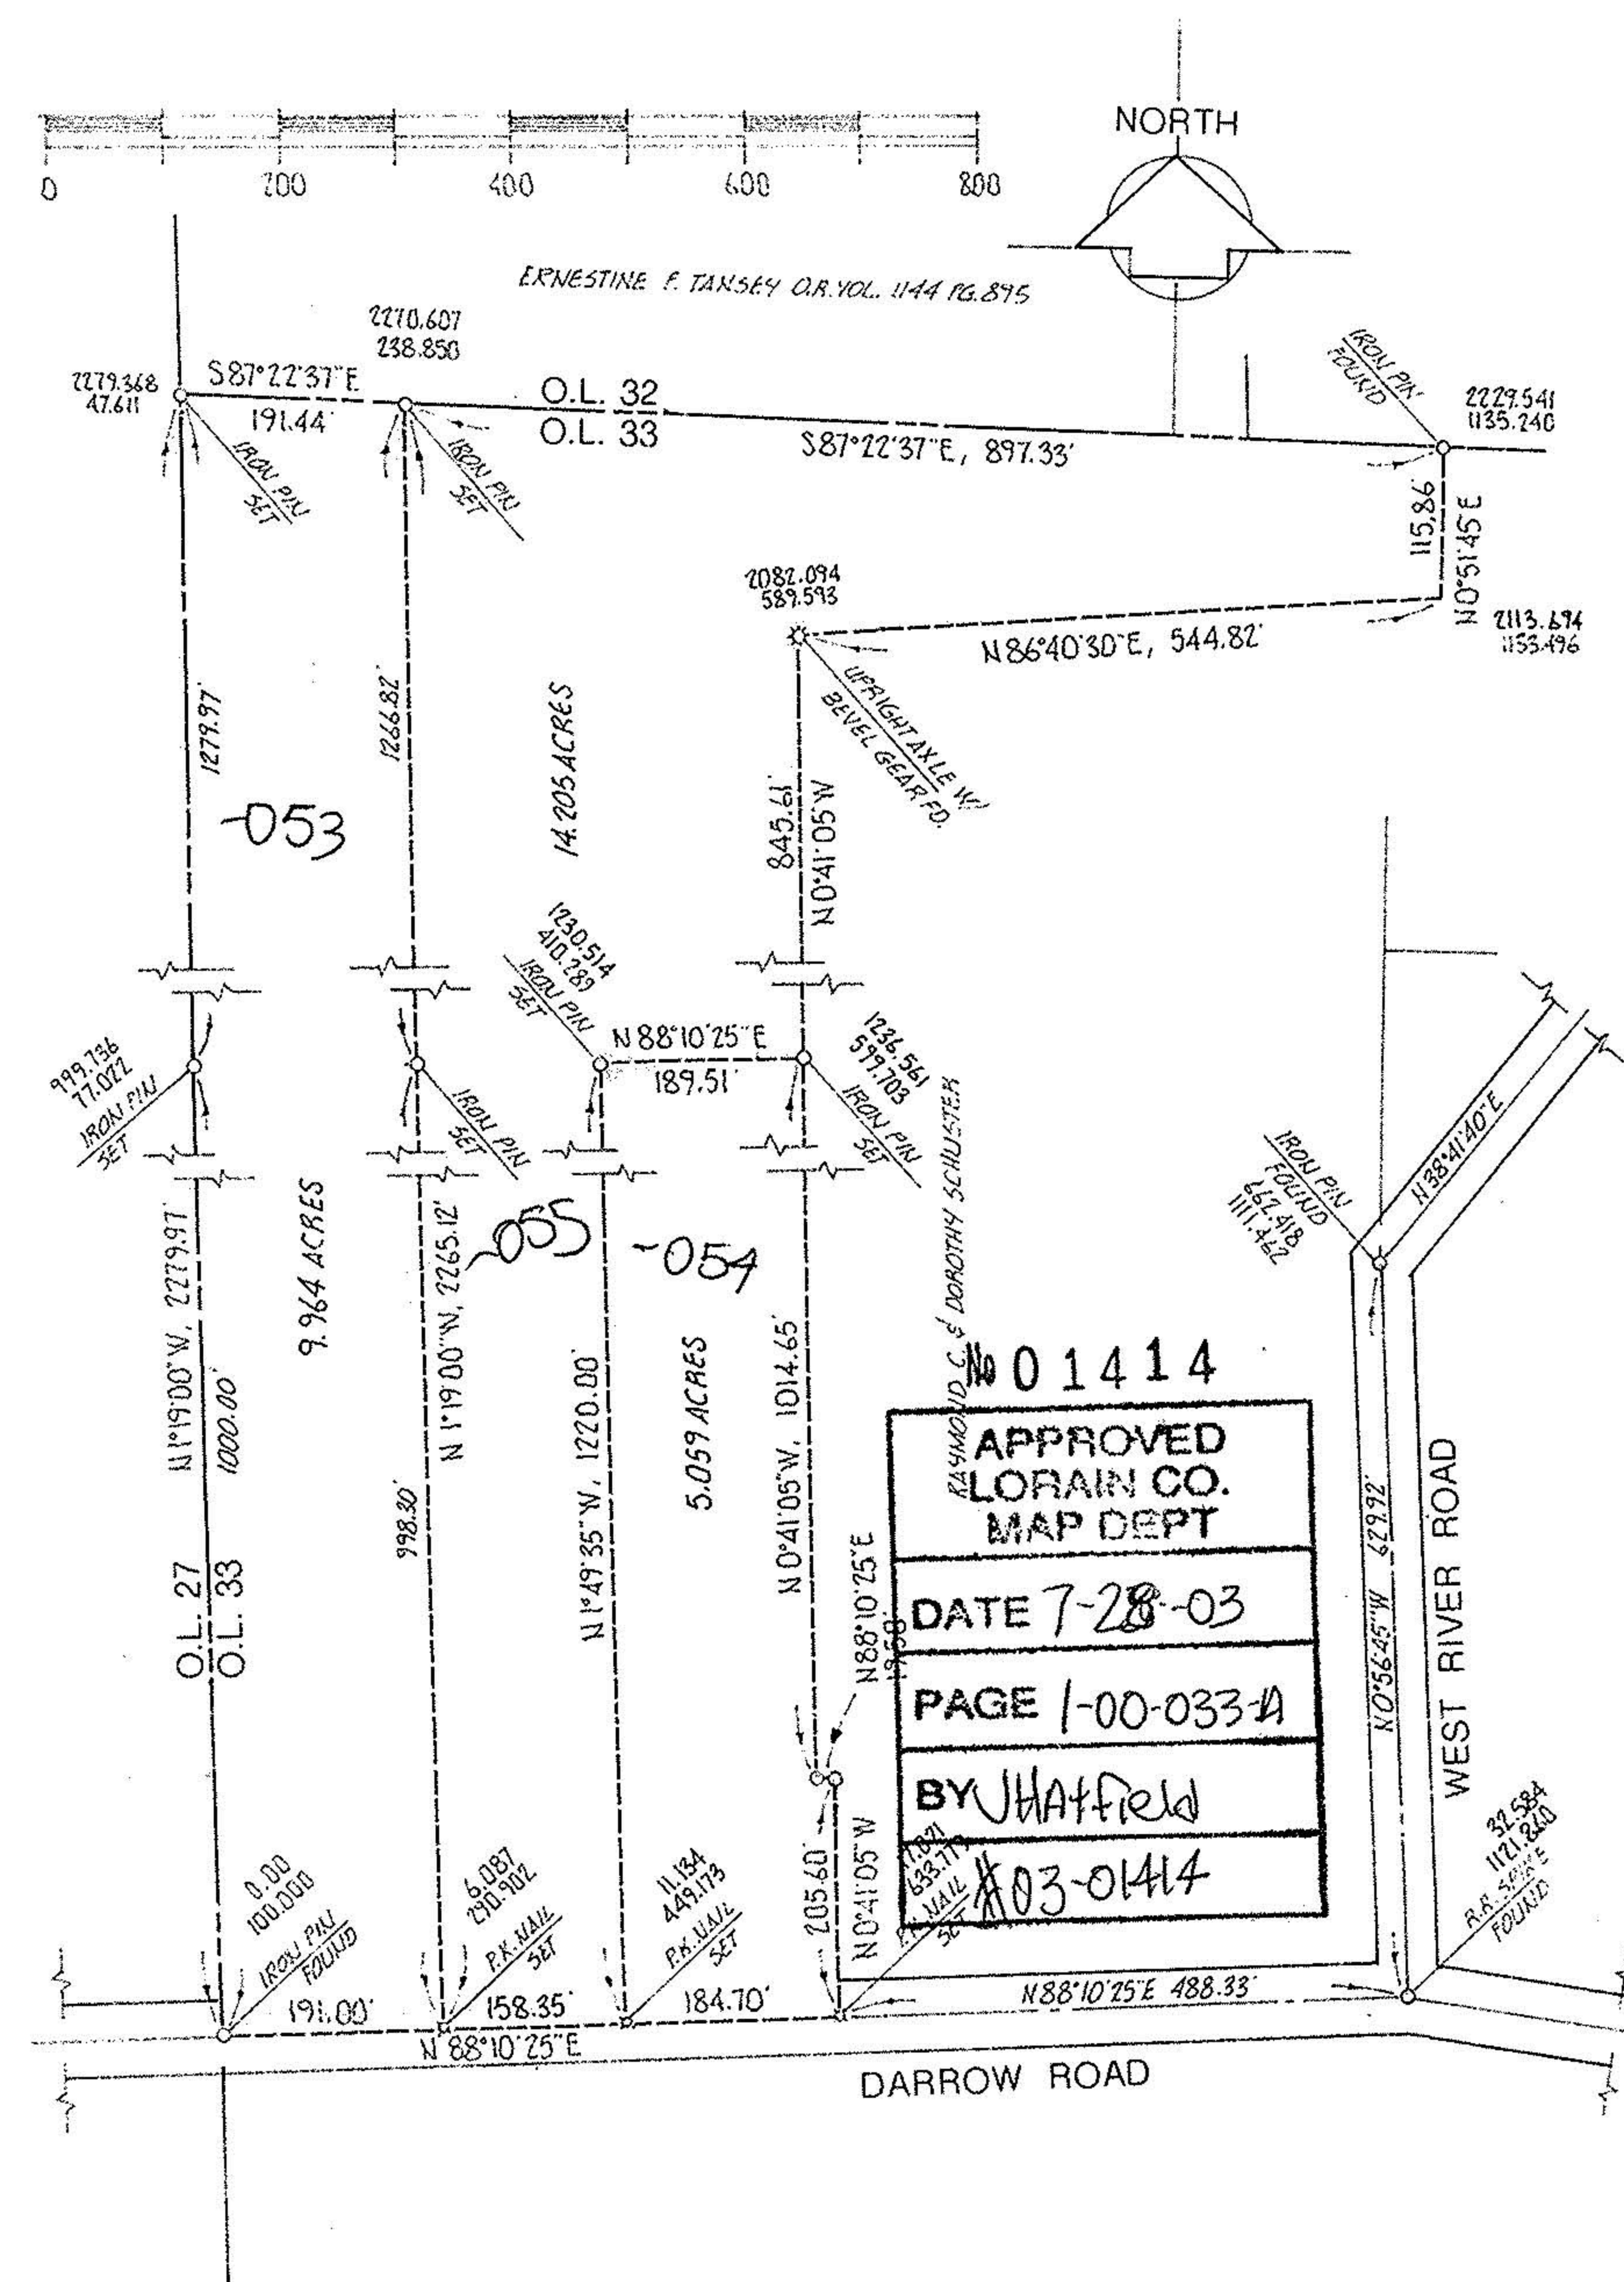 NORTH
0 200 400 600 800
ERNESTINE F. TANSEY O.R. VOL. 1144 PG. 895
2279.368
47.611
S87°22'37"E
191.44'
2270.607
238.850
O.L. 32
O.L. 33
S87°22'37"E, 897.33'
IRON PIN
FOUND
2229.541
1135.240
IRON PIN
SET
IRON PIN
SET
115.86'
N0°51'45"E
2113.694
2082.094
589.593
N86°40'30"E, 544.82'
UPRIGHT AXLE W/
BEVEL GEAR FD.
1279.97'
1266.82'
14.205 ACRES
845.61'
N0°41'05"W
-053
1230.514
410.289
IRON PIN
SET
N88°10'25"E
189.51'
1236.561
599.703
IRON PIN
SET
999.736
77.022
IRON PIN
SET
IRON PIN
SET
RAYMOND C. & DOROTHY SCHUSTER
N38°41'40"E
IRON PIN
FOUND
662.418
1111.462
N1°19'00"W, 2279.97'
1000.00'
9.964 ACRES
998.30'
N1°19'00"W, 2265.12'
-055
-054
N1°49'35"W, 1220.00'
5.059 ACRES
N0°41'05"W, 1014.65'
No 01414
APPROVED
LORAIN CO.
MAP DEPT
DATE 7-28-03
PAGE 1-00-033-A
BY JHAtfield
#03-01414
N88°10'25"E
N0°56'45"W 629.92'
WEST RIVER ROAD
O.L. 27
O.L. 33
205.60'
N0°41'05"W
0.00
100.000
IRON PIN
FOUND
6.087
290.902
P.K. NAIL
SET
11.134
449.173
P.K. NAIL
SET
P.K. NAIL
SET
32.584
1121.860
R.R. SPIKE
FOUND
191.00'
158.35'
184.70'
N88°10'25"E 488.33'
N 88°10'25"E
DARROW ROAD